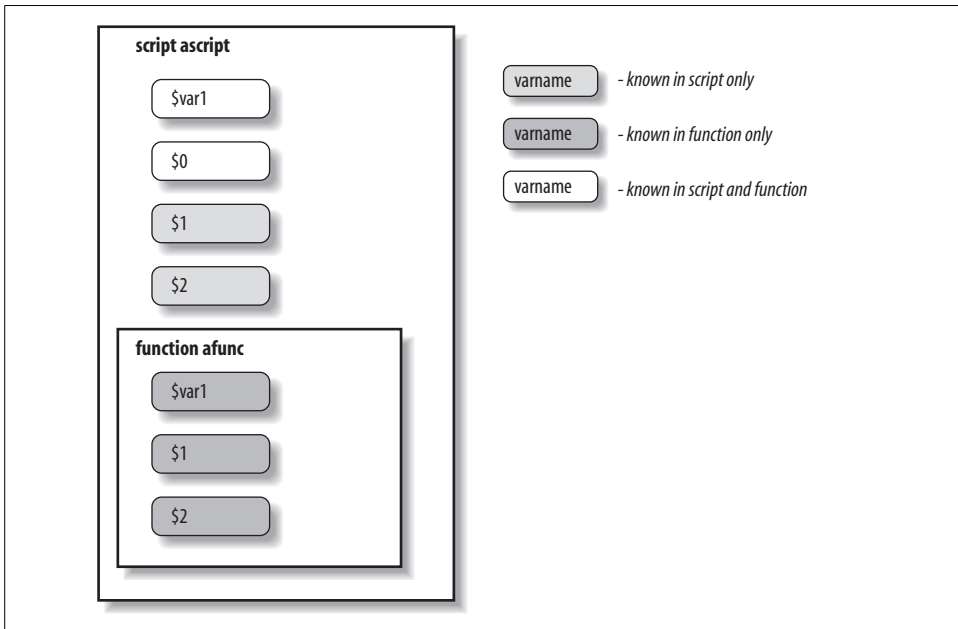 script ascript
$var1
$0
$1
$2
function afunc
$var1
$1
$2
varname - known in script only
varname - known in function only
varname - known in script and function